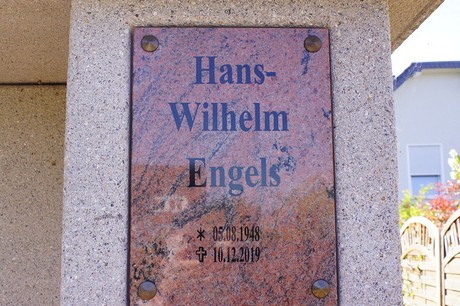 Hans-
Wilhelm
Engels
* 05.08.1948
✞ 10.12.2019